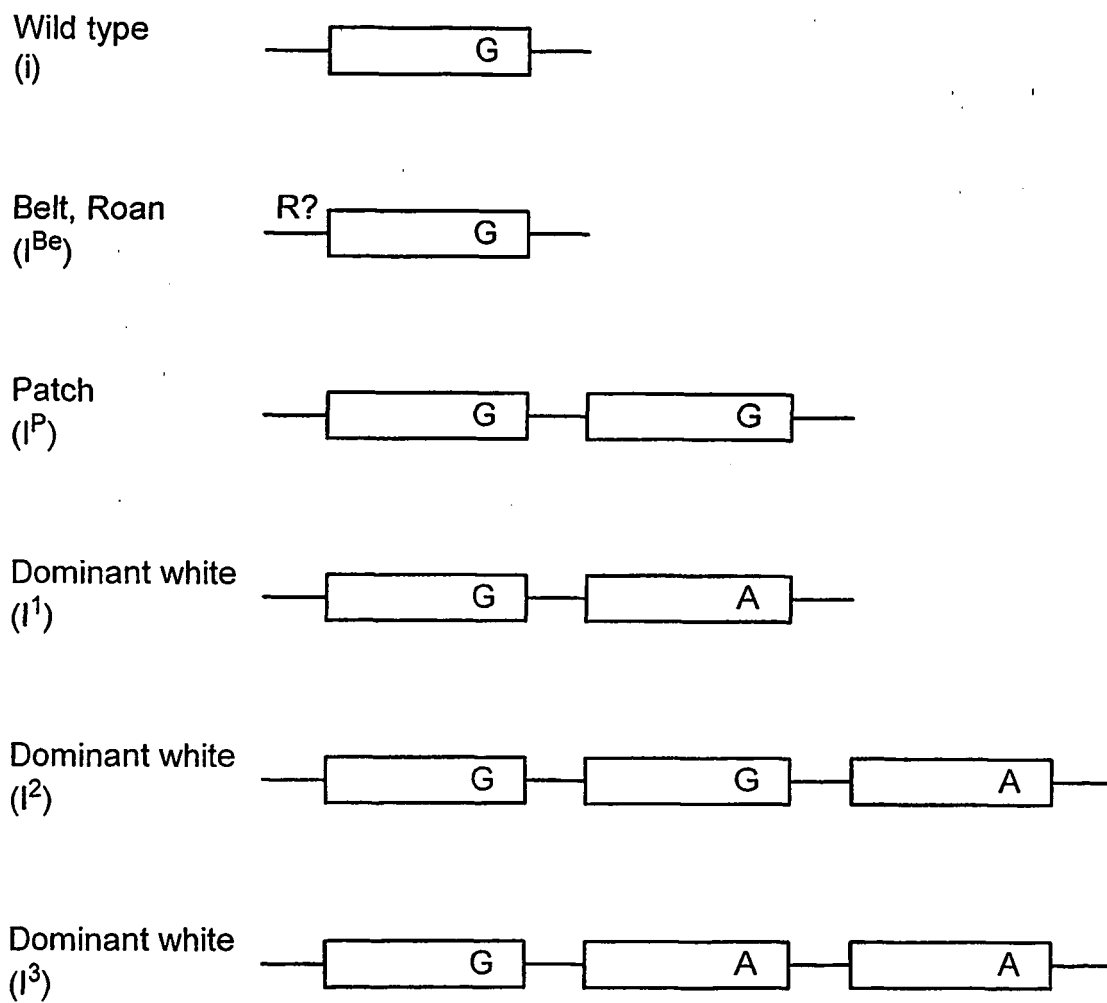 Wild type
(i)
G
Belt, Roan
(I^Be)
R?
G
Patch
(I^P)
G G
Dominant white
(I^1)
G A
Dominant white
(I^2)
G G A
Dominant white
(I^3)
G A A